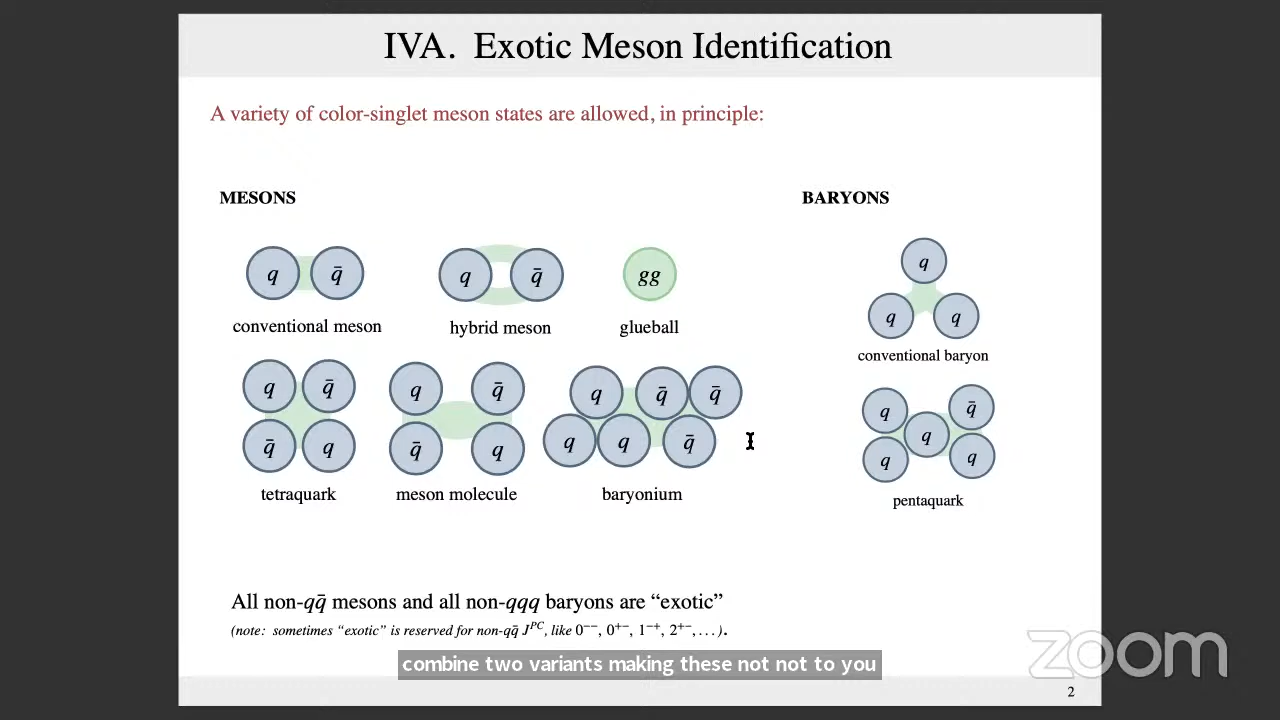 IVA. Exotic Meson Identification
A variety of color-singlet meson states are allowed, in principle:
MESONS
BARYONS
q q̄
q q̄
gg
q
q q
conventional meson
hybrid meson
glueball
conventional baryon
q q̄
q q̄
q q̄ q̄
q̄ q
q̄ q
q q q̄
q q̄
q
q q
tetraquark
meson molecule
baryonium
pentaquark
All non-qq̄ mesons and all non-qqq baryons are “exotic”
(note: sometimes “exotic” is reserved for non-qq̄ Jᴾᶜ, like 0⁻⁻, 0⁺⁻, 1⁻⁺, 2⁺⁻, . . . ).
combine two variants making these not not to you
zoom
2